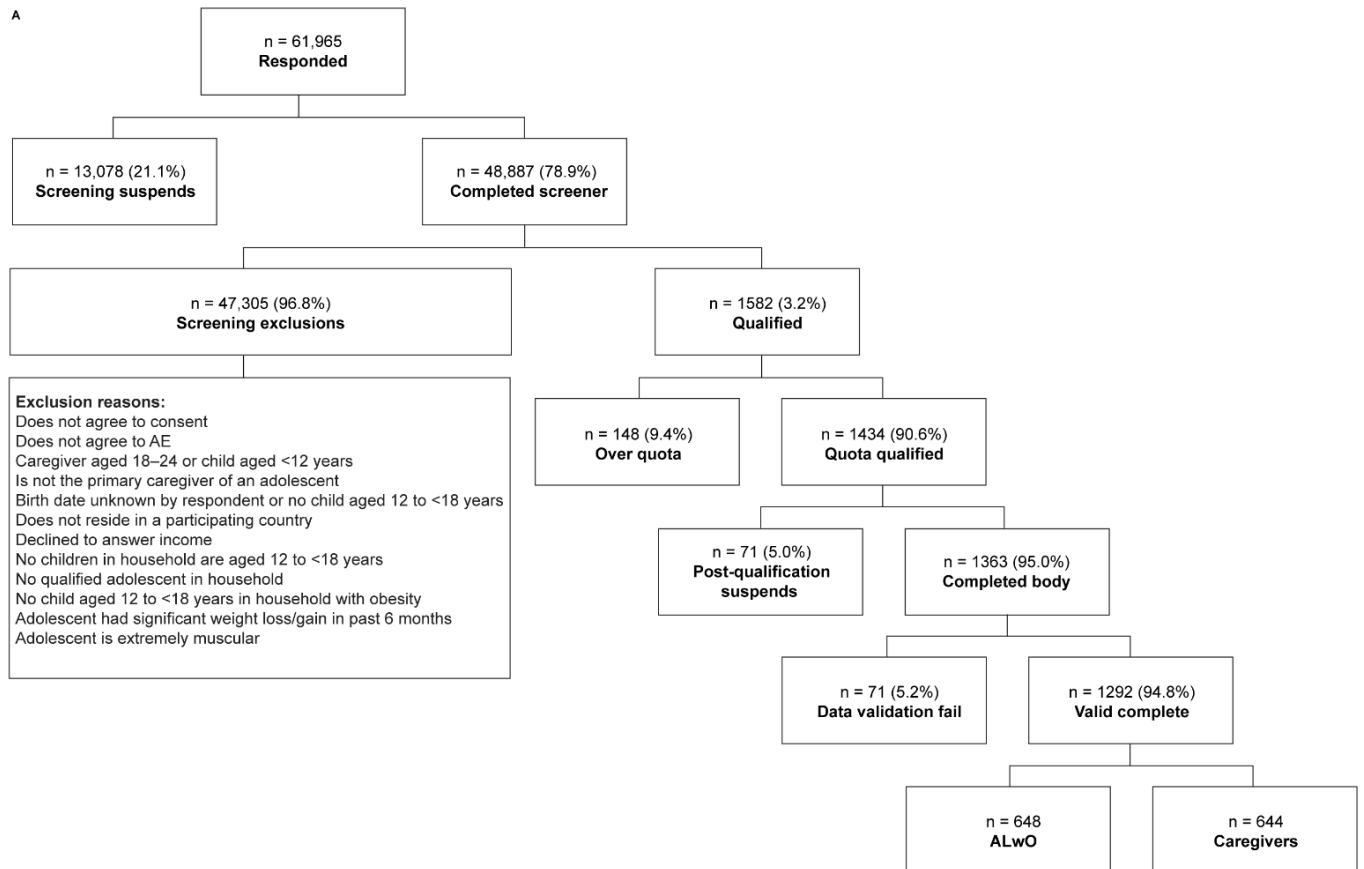 A
n = 61,965
Responded
n = 13,078 (21.1%)
Screening suspends
n = 48,887 (78.9%)
Completed screener
n = 47,305 (96.8%)
Screening exclusions
n = 1582 (3.2%)
Qualified
Exclusion reasons:
Does not agree to consent
Does not agree to AE
Caregiver aged 18–24 or child aged <12 years
Is not the primary caregiver of an adolescent
Birth date unknown by respondent or no child aged 12 to <18 years
Does not reside in a participating country
Declined to answer income
No children in household are aged 12 to <18 years
No qualified adolescent in household
No child aged 12 to <18 years in household with obesity
Adolescent had significant weight loss/gain in past 6 months
Adolescent is extremely muscular
n = 148 (9.4%)
Over quota
n = 1434 (90.6%)
Quota qualified
n = 71 (5.0%)
Post-qualification
suspends
n = 1363 (95.0%)
Completed body
n = 71 (5.2%)
Data validation fail
n = 1292 (94.8%)
Valid complete
n = 648
ALwO
n = 644
Caregivers